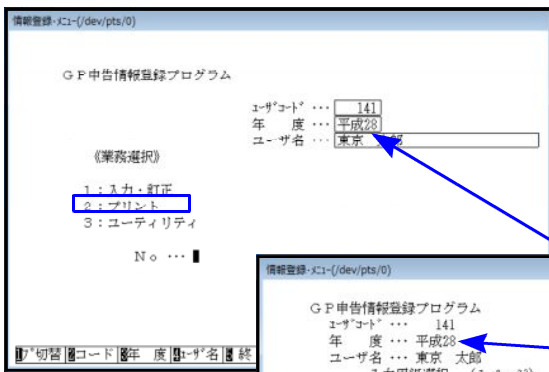 情報登録-ﾒﾆｭｰ-(/dev/pts/0)
GP申告情報登録プログラム
ﾕｰｻﾞｺｰﾄﾞ … 141
年 度 … 平成28
ユーザ名 … 東京 太郎
《業務選択》
1:入力・訂正
2:プリント
3:ユーティリティ
No …
切替 2コード 3年 度 4ﾕｰｻﾞ名 5終
情報登録-ﾒﾆｭｰ-(/dev/pts/0)
GP申告情報登録プログラム
ﾕｰｻﾞｺｰﾄﾞ … 141
年 度 … 平成28
ユーザ名 … 東京 太郎